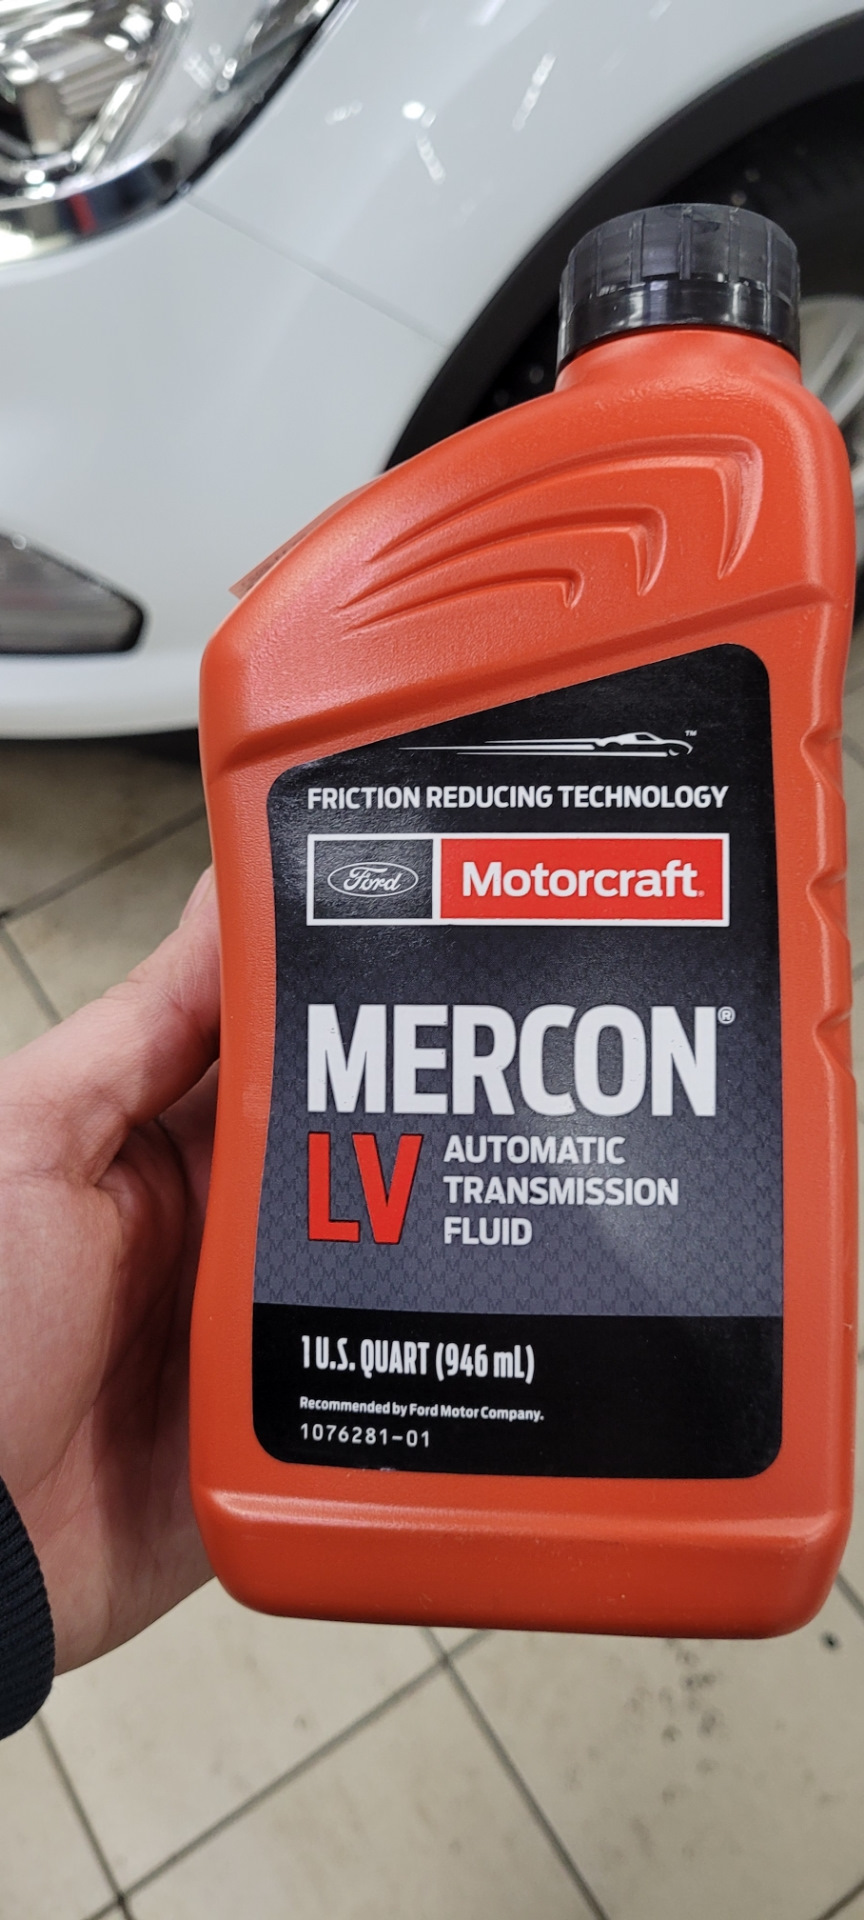 ™
FRICTION REDUCING TECHNOLOGY
Ford Motorcraft®
MERCON®
LV AUTOMATIC
TRANSMISSION
FLUID
1 U.S. QUART (946 mL)
Recommended by Ford Motor Company.
1076281-01